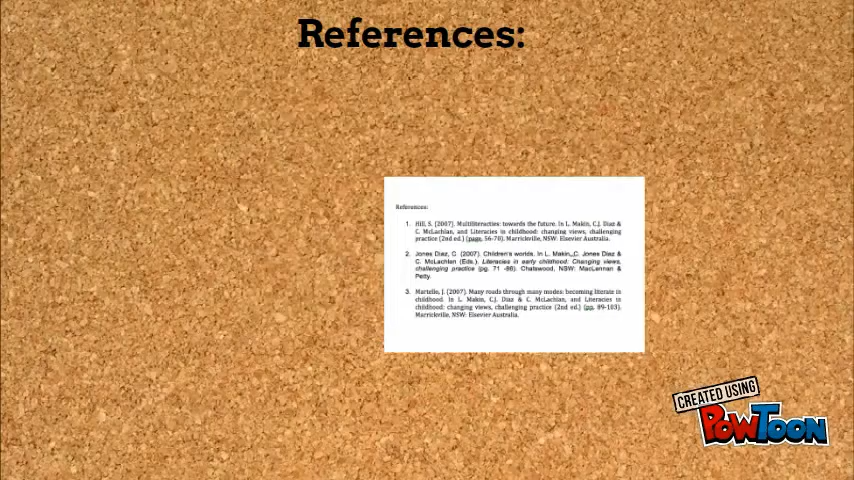 References:
References:
1. Hill, S. (2007). Multiliteracies: towards the future. In L. Makin, C.J. Diaz &
C. McLachlan, and Literacies in childhood: changing views, challenging
practice (2nd ed.) (page, 56-70). Marrickville, NSW: Elsevier Australia.
2. Jones Diaz, C. (2007). Children's worlds. In L. Makin,,C. Jones Diaz &
C. McLachlan (Eds.). Literacies in early childhood: Changing views,
challenging practice (pg. 71 -86). Chatswood, NSW: MacLennan &
Petty.
3. Martello, J. (2007). Many roads through many modes: becoming literate in
childhood. In L. Makin, C.J. Diaz & C. McLachlan, and Literacies in
childhood: changing views, challenging practice (2nd ed.) (pg, 89-103).
Marrickville, NSW: Elsevier Australia.
CREATED USING
POWTOON